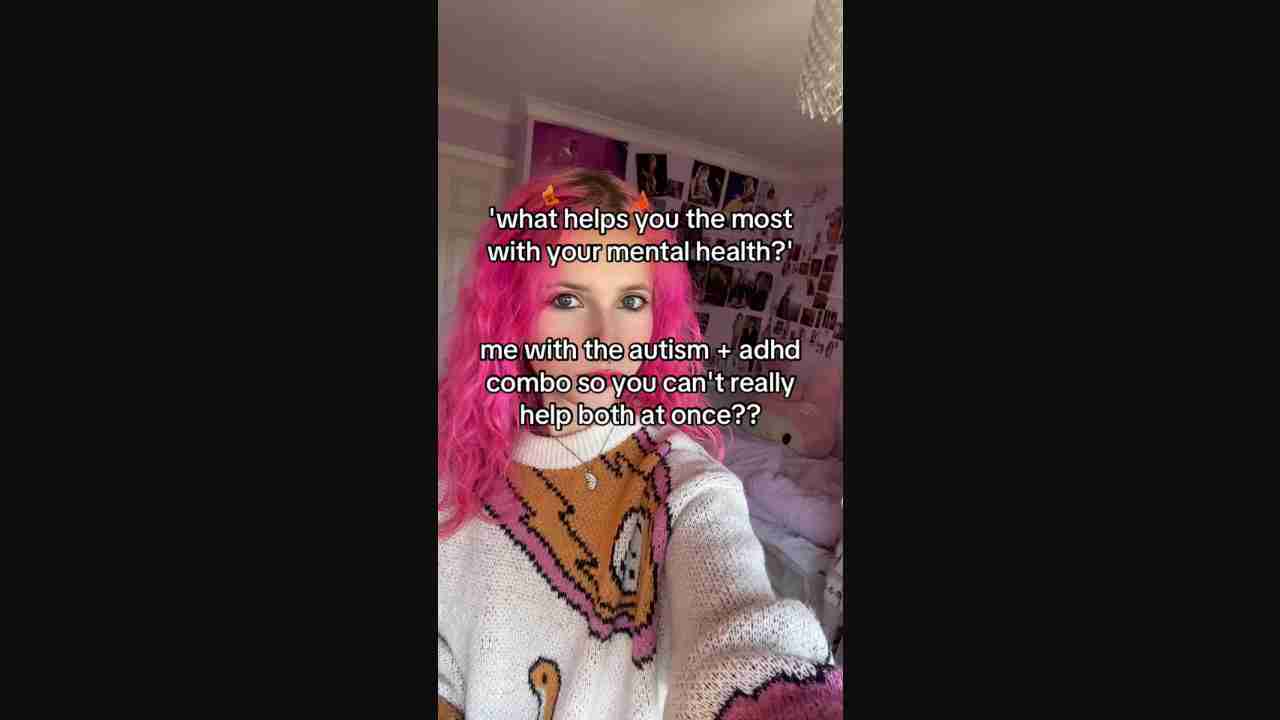 'what helps you the most
with your mental health?'
me with the autism + adhd
combo so you can't really
help both at once??